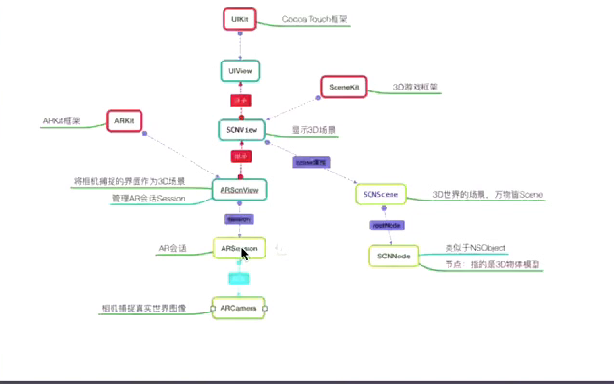 UIKit
Cocoa Touch框架
UIView
继承
SceneKit
3D游戏框架
ARKit框架
ARKit
SCNView
显示3D场景
继承
scene属性
将相机捕捉的界面作为3D场景
管理AR会话Session
ARScnView
SCNScene
3D世界的场景，万物皆Scene
session
rootNode
AR会话
ARSession
SCNNode
类似于NSObject
节点：指的是3D物体模型
相机捕捉真实世界图像
ARCamera